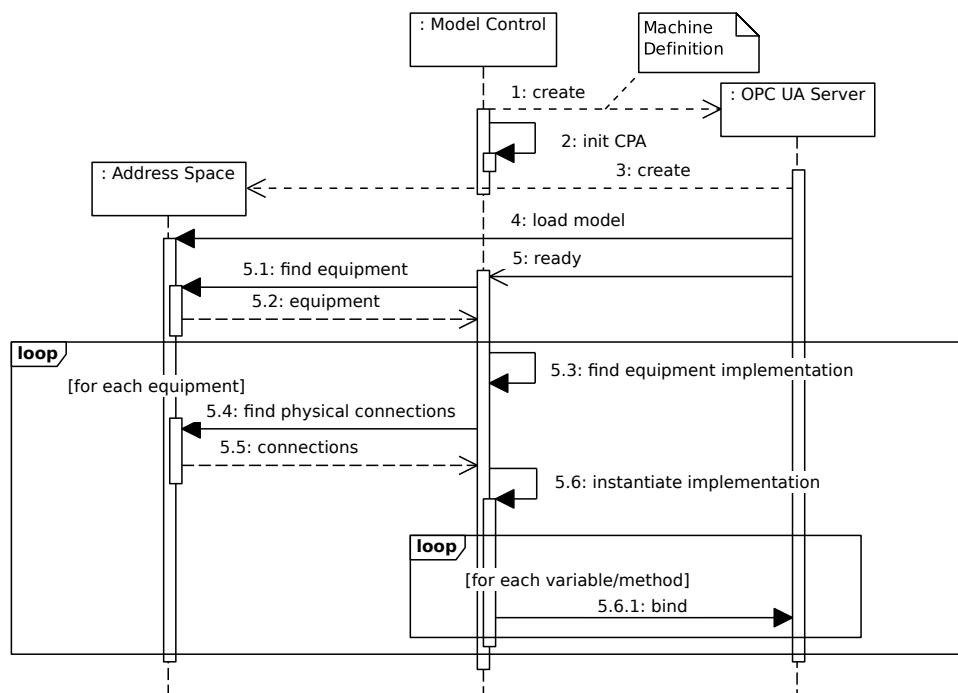 : Model Control
Machine
Definition
1: create
: OPC UA Server
2: init CPA
: Address Space
3: create
4: load model
5: ready
5.1: find equipment
5.2: equipment
loop
5.3: find equipment implementation
[for each equipment]
5.4: find physical connections
5.5: connections
5.6: instantiate implementation
loop
[for each variable/method]
5.6.1: bind